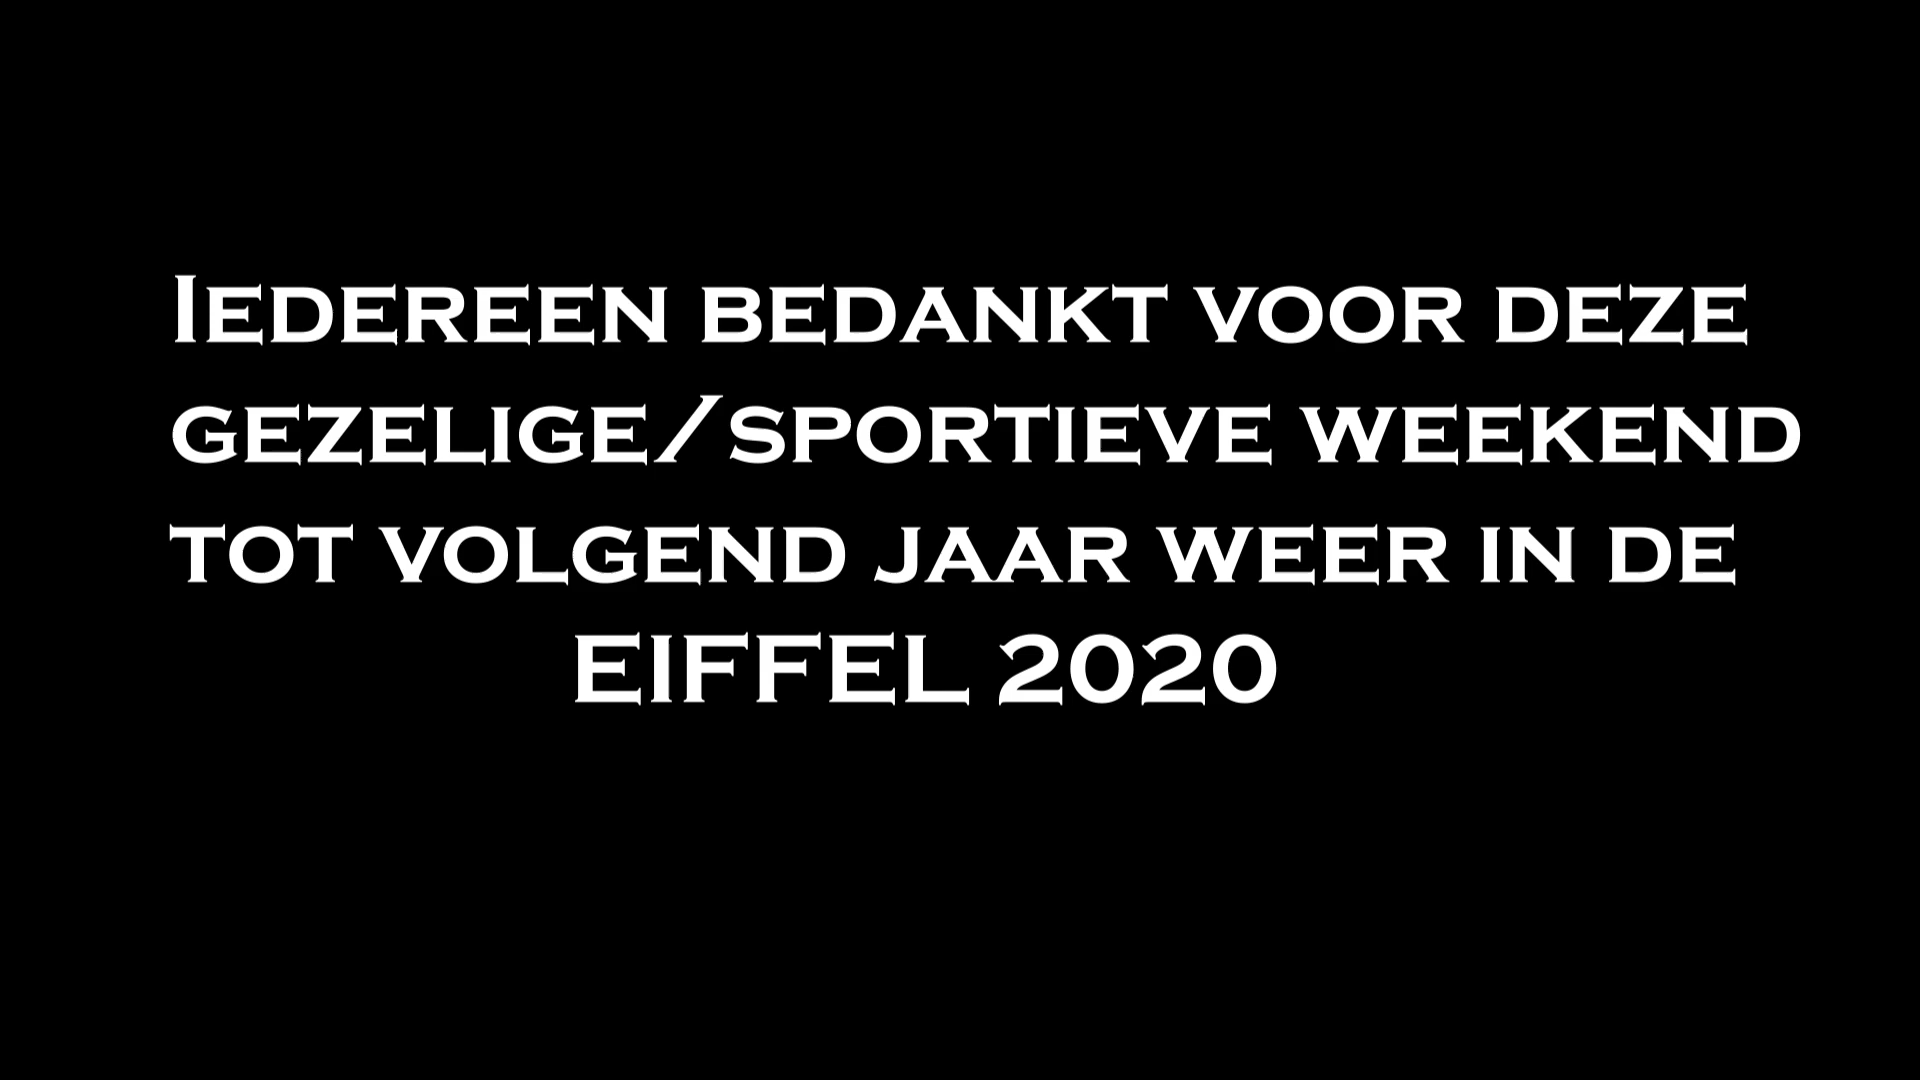 Iedereen bedankt voor deze
gezelige/sportieve weekend
tot volgend jaar weer in de
EIFFEL 2020